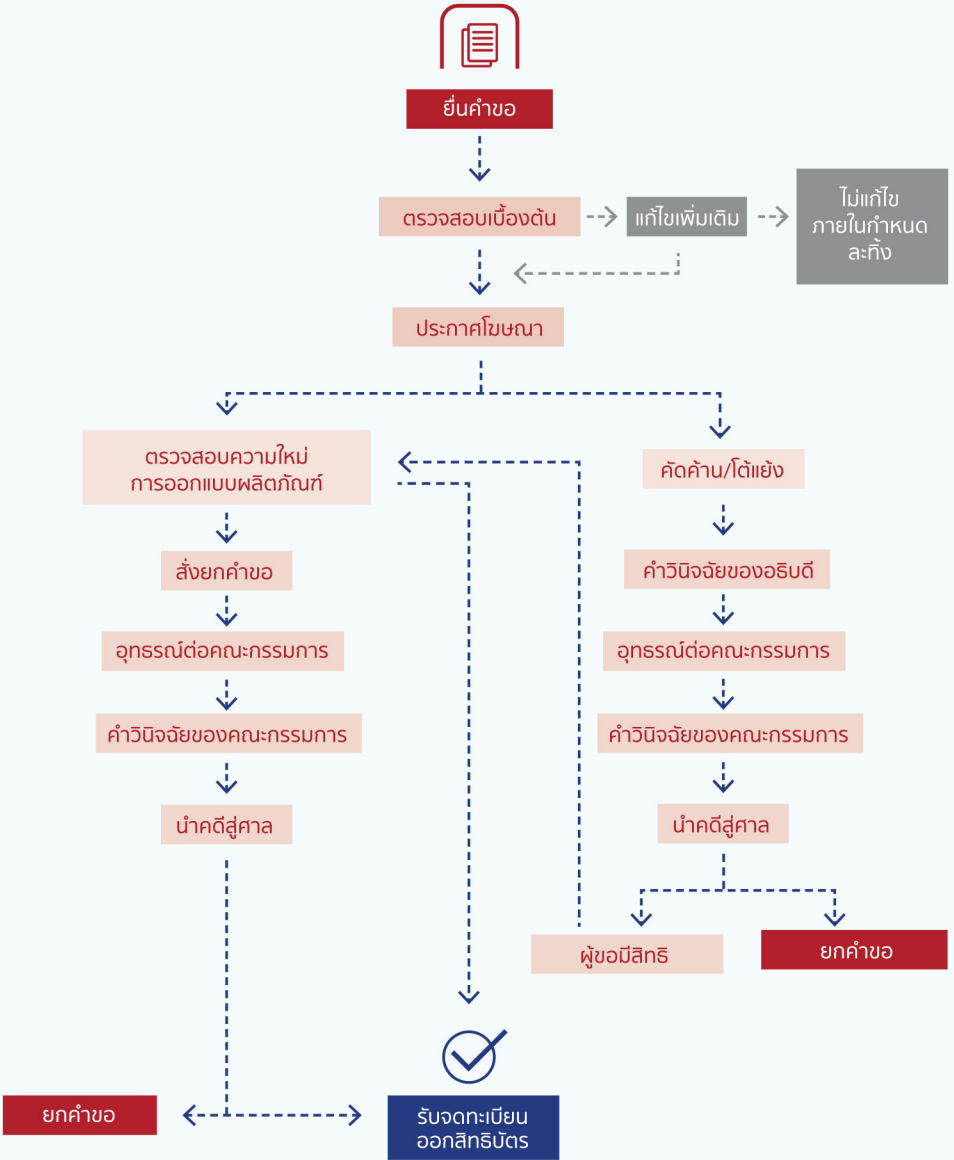 ยื่นคำขอ
ตรวจสอบเบื้องต้น
แก้ไขเพิ่มเติม
ไม่แก้ไข
ภายในกำหนด
ละทิ้ง
ประกาศโฆษณา
ตรวจสอบความใหม่
การออกแบบผลิตภัณฑ์
สั่งยกคำขอ
อุทธรณ์ต่อคณะกรรมการ
คำวินิจฉัยของคณะกรรมการ
นำคดีสู่ศาล
คัดค้าน/โต้แย้ง
คำวินิจฉัยของอธิบดี
อุทธรณ์ต่อคณะกรรมการ
คำวินิจฉัยของคณะกรรมการ
นำคดีสู่ศาล
ผู้ขอมีสิทธิ
ยกคำขอ
ยกคำขอ
รับจดทะเบียน
ออกสิทธิบัตร